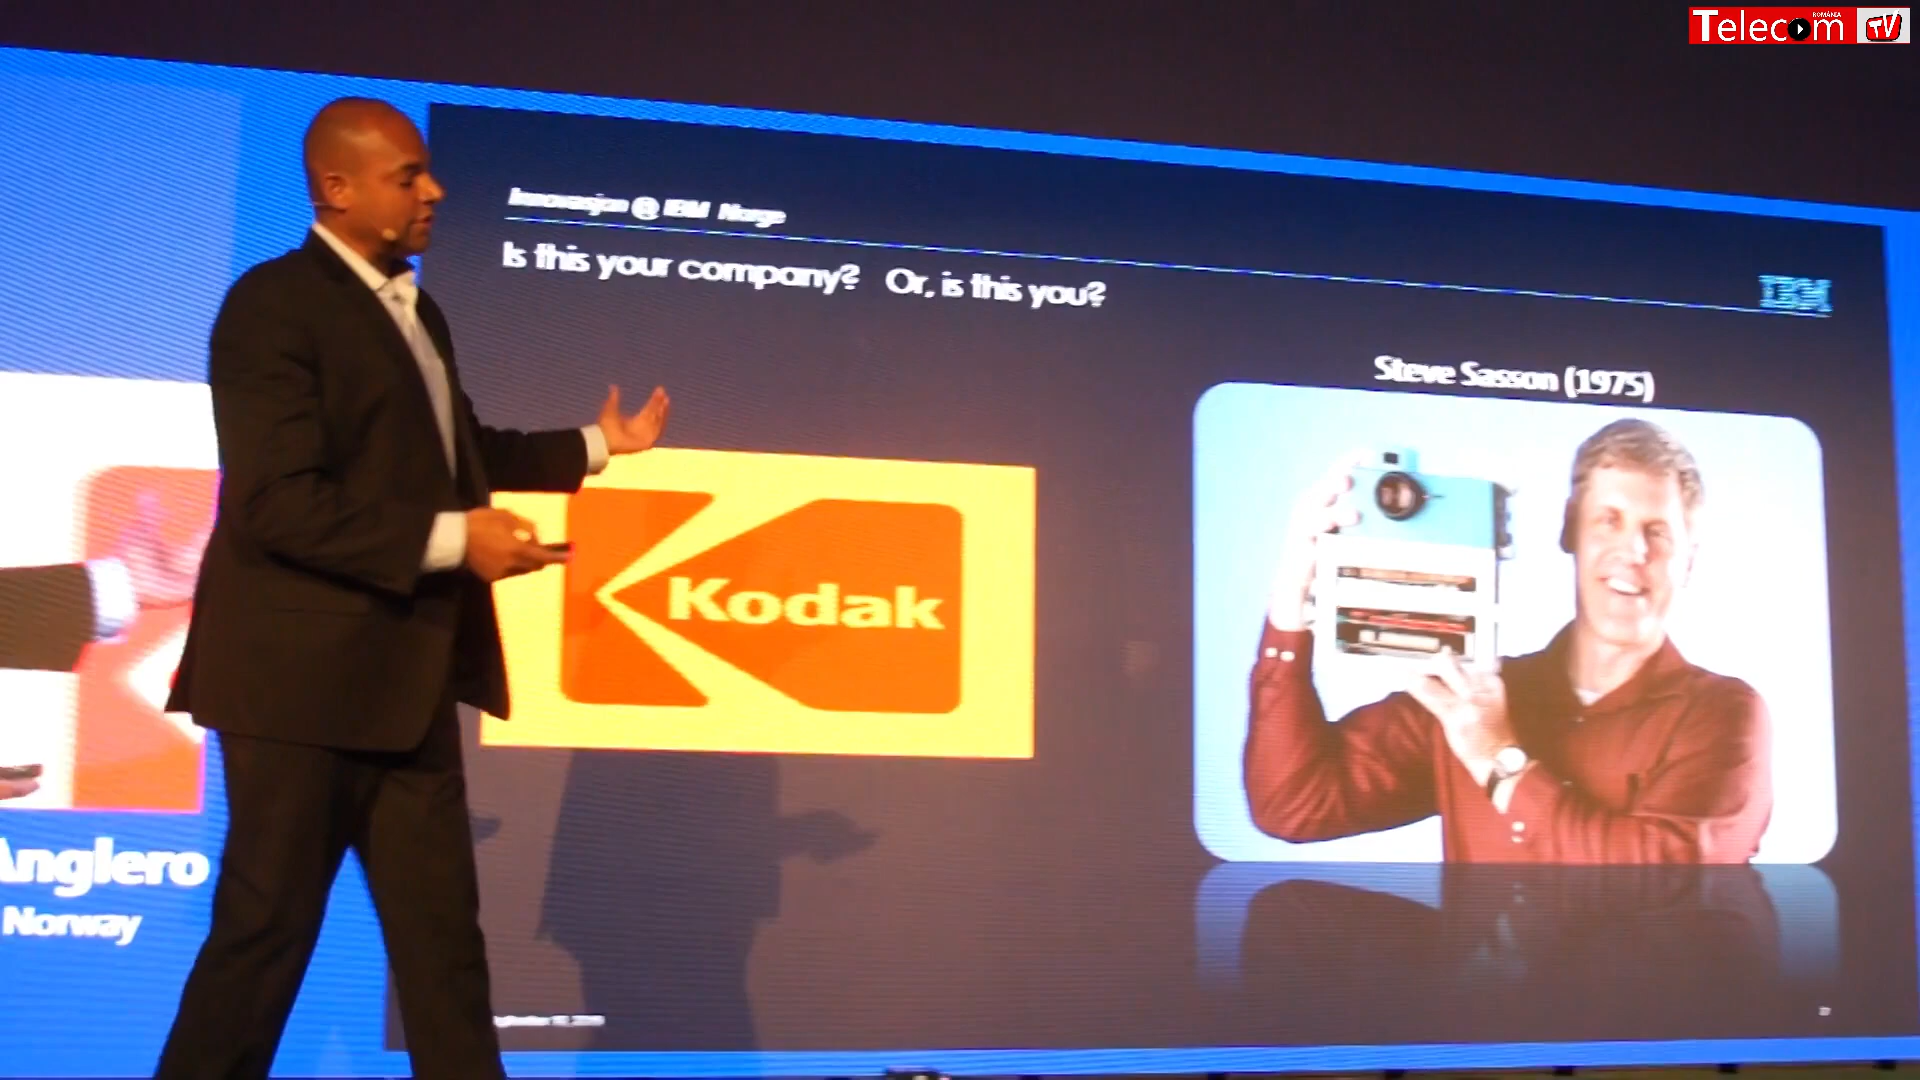 Telecom ROMÂNIA TV
Innovasjon @ IBM Norge
Is this your company? Or, is this you?
IBM
Steve Sasson (1975)
Kodak
Anglero
Norway